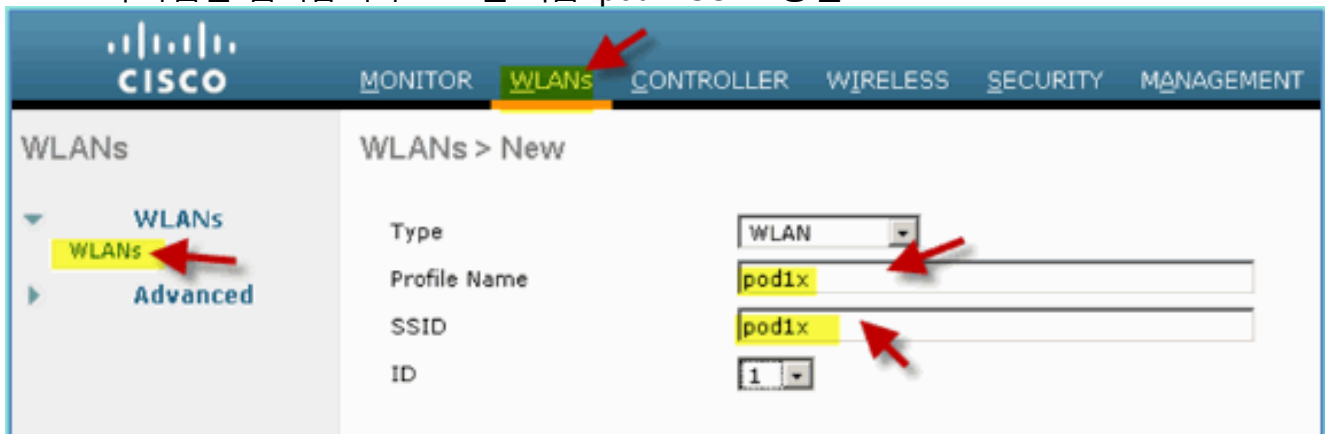 CISCO
MONITOR WLANs CONTROLLER WIRELESS SECURITY MANAGEMENT
WLANs
WLANs > New
WLANs
WLANs
Advanced
Type WLAN
Profile Name pod1x
SSID pod1x
ID 1